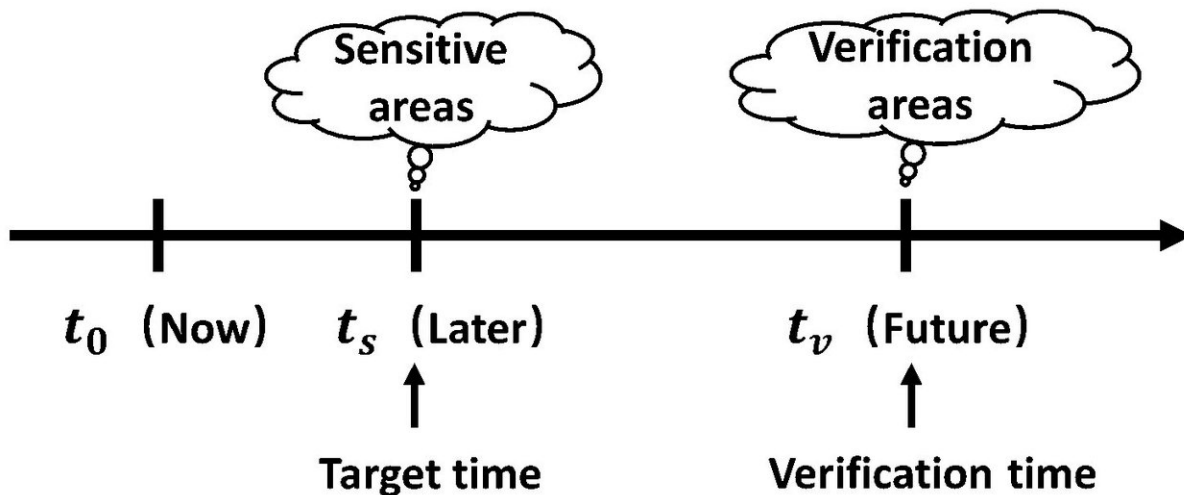 Sensitive
areas
Verification
areas
t₀ (Now)
tₛ (Later)
tᵥ (Future)
Target time
Verification time